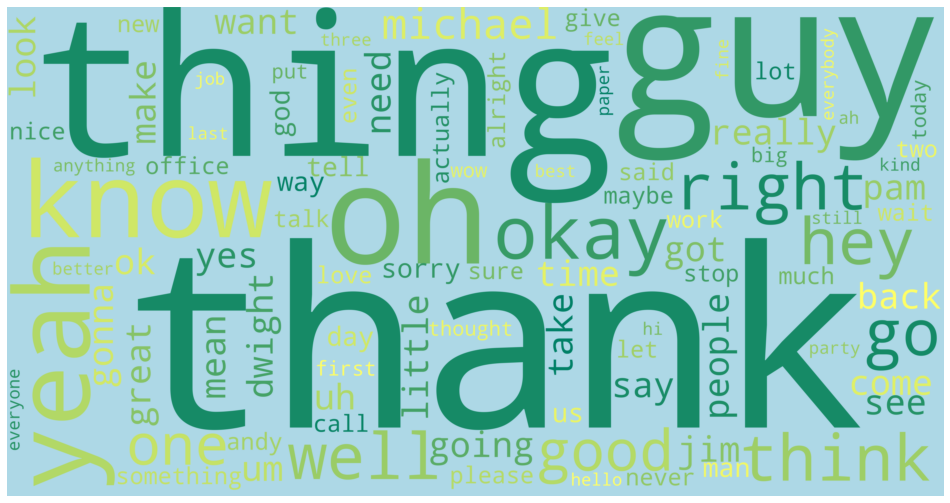 look
new
want
three
michael
give
feel
thing
guy
job
last
make
put
god
even
need
actually
alright
paper
fine
lot
everybody
ah
today
nice
anything
office
tell
way
wow
best
said
maybe
really
big
two
kind
know
talk
oh
okay
right
pam
work
still
wait
yeah
better
ok
yes
love
sorry
sure
time
got
stop
much
hey
back
gonna
great
mean
dwight
thank
day
little
thought
take
hi
let
people
party
go
first
uh
call
us
say
come
see
everyone
one
andy
something
um
well
going
please
good
hello
never
jim
man
think